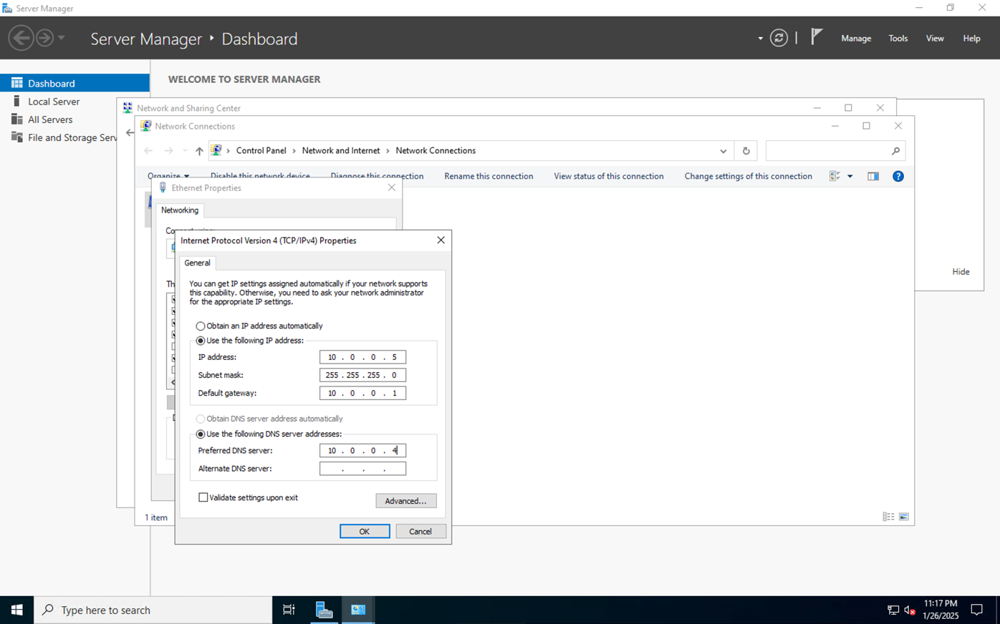 Server Manager
Server Manager ‣ Dashboard
Manage Tools View Help
Dashboard
Local Server
All Servers
File and Storage Serv
WELCOME TO SERVER MANAGER
Hide
Network and Sharing Center
Network Connections
Control Panel > Network and Internet > Network Connections
Organize Disable this network device Diagnose this connection Rename this connection View status of this connection Change settings of this connection
Ethernet Properties
Networking
Internet Protocol Version 4 (TCP/IPv4) Properties
General
You can get IP settings assigned automatically if your network supports
this capability. Otherwise, you need to ask your network administrator
for the appropriate IP settings.
Obtain an IP address automatically
Use the following IP address:
IP address: 10 . 0 . 0 . 5
Subnet mask: 255 . 255 . 255 . 0
Default gateway: 10 . 0 . 0 . 1
Obtain DNS server address automatically
Use the following DNS server addresses:
Preferred DNS server: 10 . 0 . 0 . 4
Alternate DNS server: . . .
Validate settings upon exit
Advanced...
OK Cancel
1 item
Type here to search
11:17 PM
1/26/2025